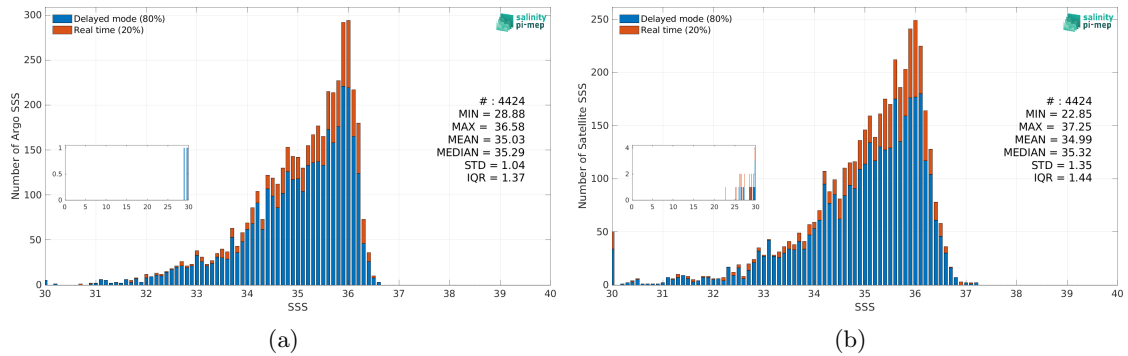 Delayed mode (80%)
Real time (20%)
salinity
pi-mep
Number of Argo SSS
300
250
200
150
100
50
0
# : 4424
MIN = 28.88
MAX = 36.58
MEAN = 35.03
MEDIAN = 35.29
STD = 1.04
IQR = 1.37
1
0.5
0
0 5 10 15 20 25 30
30 31 32 33 34 35 36 37 38 39 40
SSS
(a)
Delayed mode (80%)
Real time (20%)
salinity
pi-mep
Number of Satellite SSS
250
200
150
100
50
0
# : 4424
MIN = 22.85
MAX = 37.25
MEAN = 34.99
MEDIAN = 35.32
STD = 1.35
IQR = 1.44
4
2
0
0 5 10 15 20 25 30
30 31 32 33 34 35 36 37 38 39 40
SSS
(b)